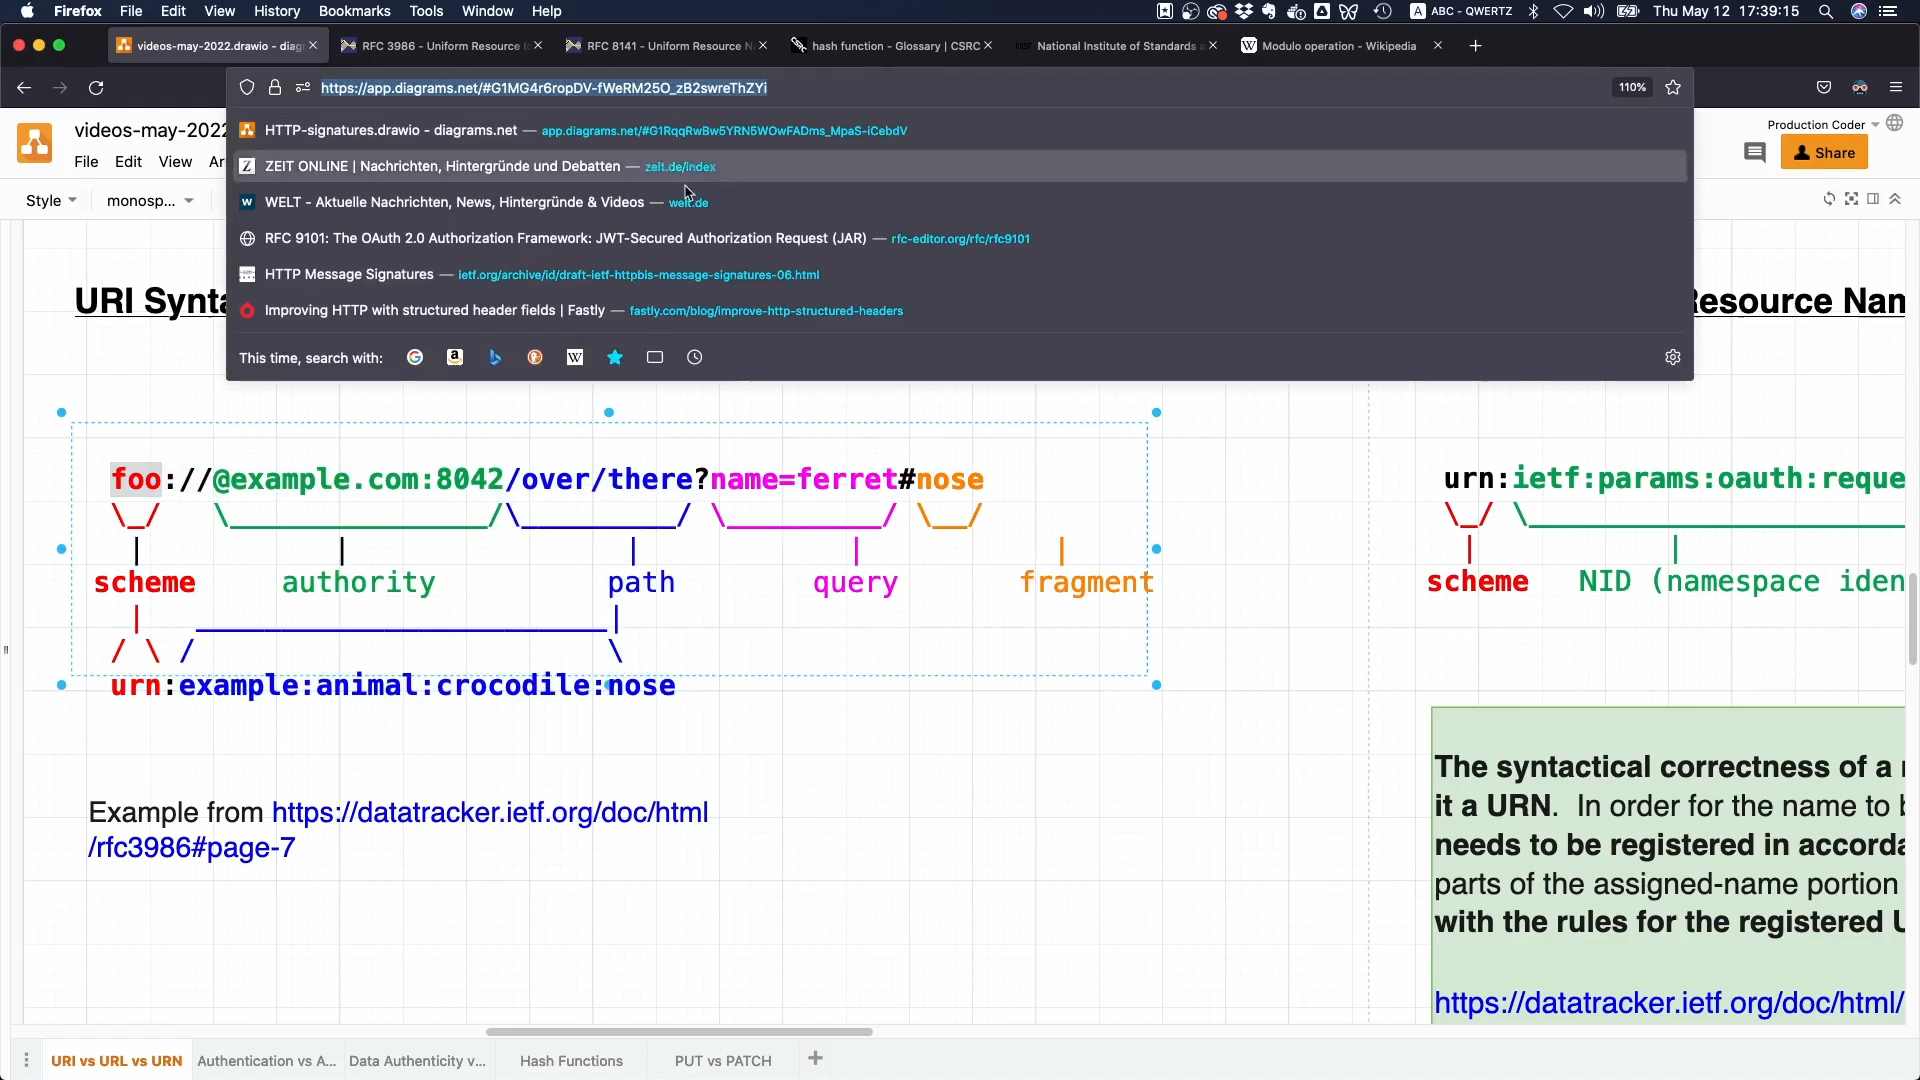 Firefox File Edit View History Bookmarks Tools Window Help
A ABC - QWERTZ Thu May 12 17:39:15
videos-may-2022.drawio - diag
RFC 3986 - Uniform Resource I
RFC 8141 - Uniform Resource N
hash function - Glossary | CSRC
NIST National Institute of Standards a
W Modulo operation - Wikipedia
https://app.diagrams.net/#G1MG4r6ropDV-fWeRM25O_zB2swreThZYi
110%
HTTP-signatures.drawio - diagrams.net — app.diagrams.net/#G1RqqRwBw5YRN5WOwFADms_MpaS-iCebdV
Z ZEIT ONLINE | Nachrichten, Hintergründe und Debatten — zeit.de/index
W WELT - Aktuelle Nachrichten, News, Hintergründe & Videos — welt.de
RFC 9101: The OAuth 2.0 Authorization Framework: JWT-Secured Authorization Request (JAR) — rfc-editor.org/rfc/rfc9101
HTTP Message Signatures — ietf.org/archive/id/draft-ietf-httpbis-message-signatures-06.html
Improving HTTP with structured header fields | Fastly — fastly.com/blog/improve-http-structured-headers
This time, search with:
videos-may-2022
File Edit View Ar
Production Coder
Share
Style
monosp...
URI Synta
Resource Nam
foo://@example.com:8042/over/there?name=ferret#nose
scheme authority path query fragment
urn:example:animal:crocodile:nose
urn:ietf:params:oauth:reque
scheme NID (namespace iden
Example from https://datatracker.ietf.org/doc/html
/rfc3986#page-7
The syntactical correctness of a
it a URN. In order for the name to b
needs to be registered in accorda
parts of the assigned-name portion
with the rules for the registered U
https://datatracker.ietf.org/doc/html/
URI vs URL vs URN
Authentication vs A...
Data Authenticity v...
Hash Functions
PUT vs PATCH